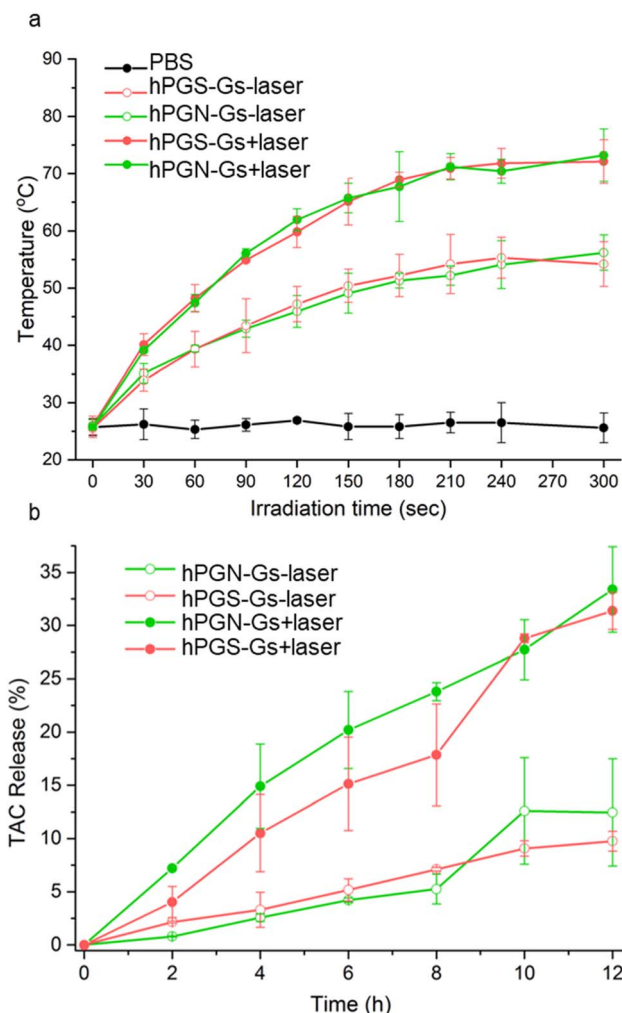 a
90
80
70
60
50
40
30
20
Temperature (°C)
PBS
hPGS-Gs-laser
hPGN-Gs-laser
hPGS-Gs+laser
hPGN-Gs+laser
0 30 60 90 120 150 180 210 240 270 300
Irradiation time (sec)
b
35
30
25
20
15
10
5
0
TAC Release (%)
hPGN-Gs-laser
hPGS-Gs-laser
hPGN-Gs+laser
hPGS-Gs+laser
0 2 4 6 8 10 12
Time (h)